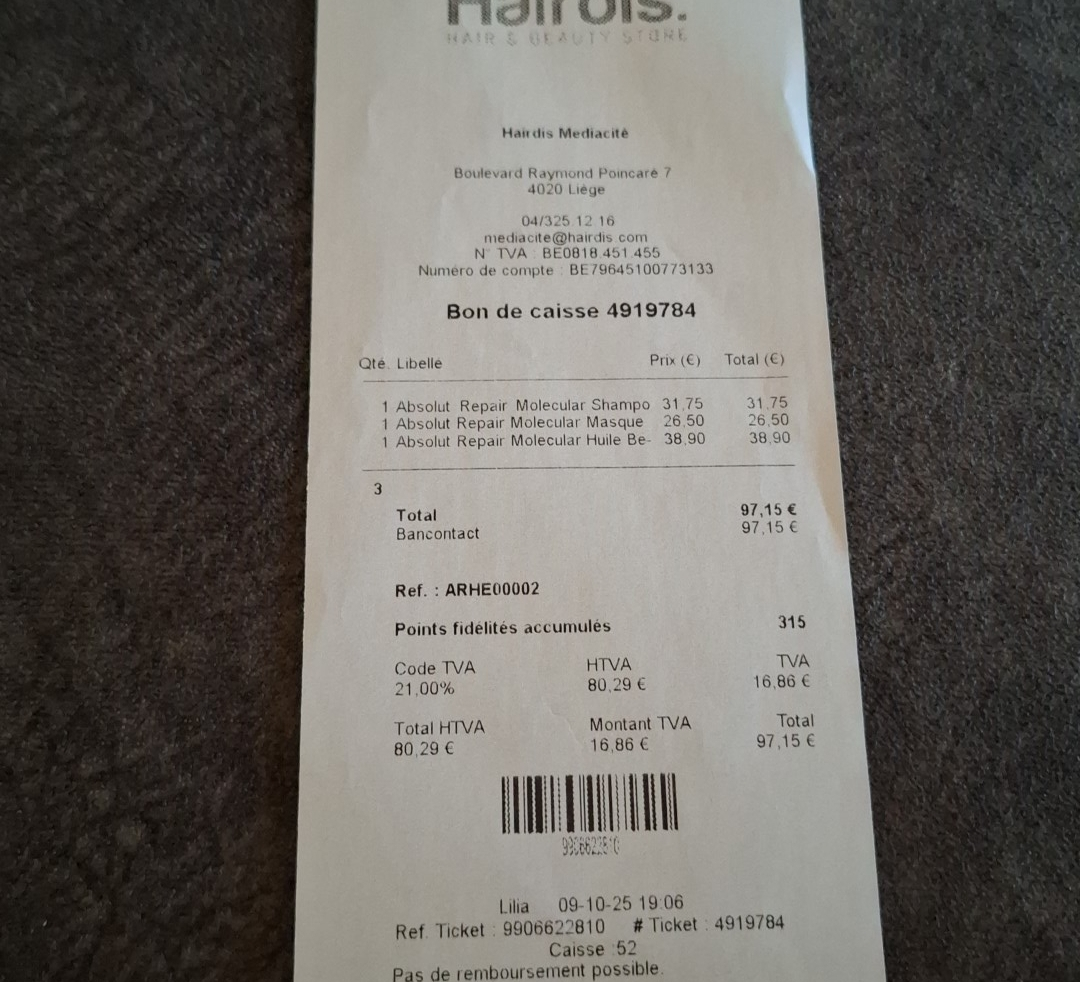 Hairdis.
HAIR & BEAUTY STORE
Hairdis Mediacité
Boulevard Raymond Poincaré 7
4020 Liège
04/325 12 16
mediacite@hairdis.com
N° TVA : BE0818.451.455
Numéro de compte : BE79645100773133
Bon de caisse 4919784
Qté. Libellé Prix (€) Total (€)
1 Absolut Repair Molecular Shampo 31,75 31,75
1 Absolut Repair Molecular Masque 26,50 26,50
1 Absolut Repair Molecular Huile Be- 38,90 38,90
3
Total 97,15 €
Bancontact 97,15 €
Ref. : ARHE00002
Points fidélités accumulés 315
Code TVA HTVA TVA
21,00% 80,29 € 16,86 €
Total HTVA Montant TVA Total
80,29 € 16,86 € 97,15 €
Lilia 09-10-25 19:06
Ref. Ticket : 9906622810 # Ticket : 4919784
Caisse :52
Pas de remboursement possible.